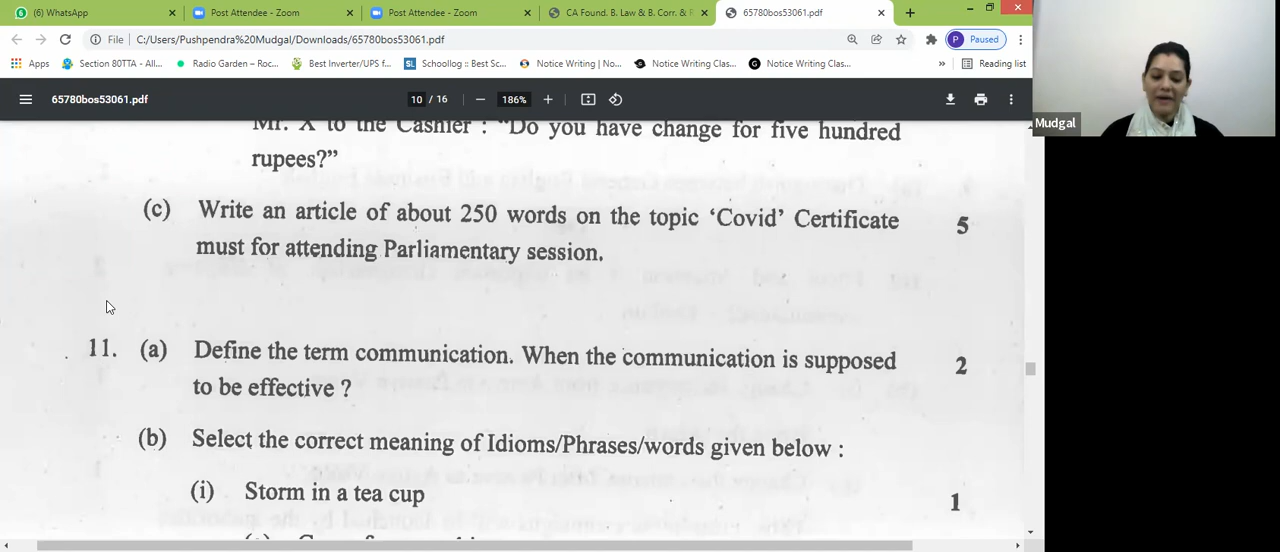 (6) WhatsApp
Post Attendee - Zoom
Post Attendee - Zoom
CA Found. B. Law & B. Corr. & R
65780bos53061.pdf
File
C:/Users/Pushpendra%20Mudgal/Downloads/65780bos53061.pdf
P Paused
Apps
Section 80TTA - All...
Radio Garden – Roc...
Best Inverter/UPS f...
SL Schoollog :: Best Sc...
Notice Writing | No...
Notice Writing Clas...
G Notice Writing Clas...
»
Reading list
65780bos53061.pdf
10 / 16
186%
Mudgal
Mr. X to the Cashier : "Do you have change for five hundred
rupees?"
(c) Write an article of about 250 words on the topic 'Covid' Certificate 5
must for attending Parliamentary session.
11. (a) Define the term communication. When the communication is supposed 2
to be effective ?
(b) Select the correct meaning of Idioms/Phrases/words given below :
(i) Storm in a tea cup 1